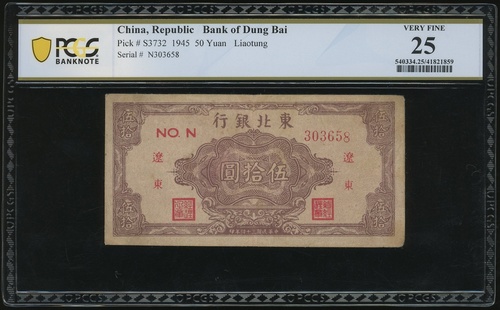 PCGS
BANKNOTE
China, Republic Bank of Dung Bai
Pick # S3732 1945 50 Yuan Liaotung
Serial # N303658
VERY FINE
25
540334.25/41821859
伍拾
行銀北東
伍拾
NO. N
303658
遼東
圓拾伍
遼東
伍拾
伍拾